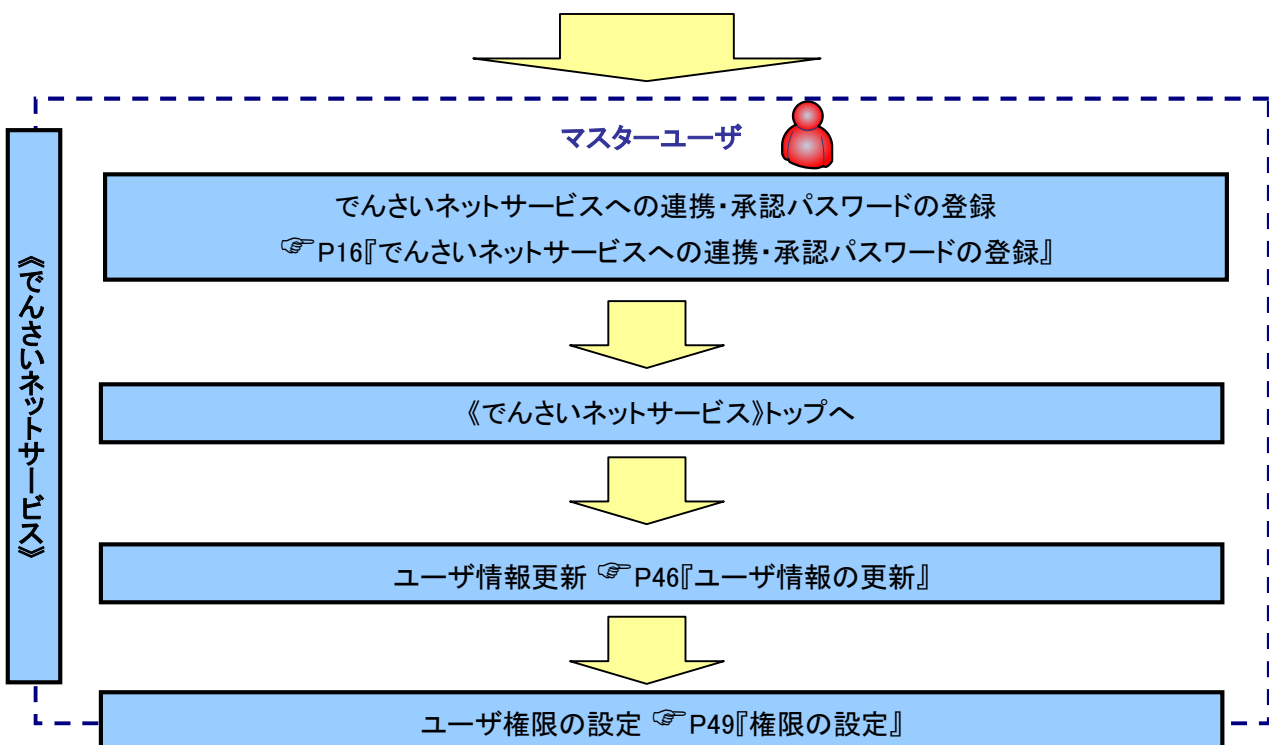 マスターユーザ
《でんさいネットサービス》
でんさいネットサービスへの連携・承認パスワードの登録
☞P16『でんさいネットサービスへの連携・承認パスワードの登録』
《でんさいネットサービス》トップへ
ユーザ情報更新 ☞P46『ユーザ情報の更新』
ユーザ権限の設定 ☞P49『権限の設定』